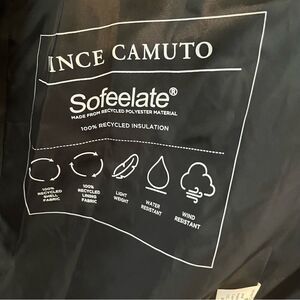 INCE CAMUTO
Sofeelate®
MADE FROM RECYCLED POLYESTER MATERIAL
100% RECYCLED INSULATION
100%
RECYCLED
SHELL
FABRIC
100%
RECYCLED
LINING
FABRIC
LIGHT
WEIGHT
WATER
RESISTANT
WIND
RESISTANT